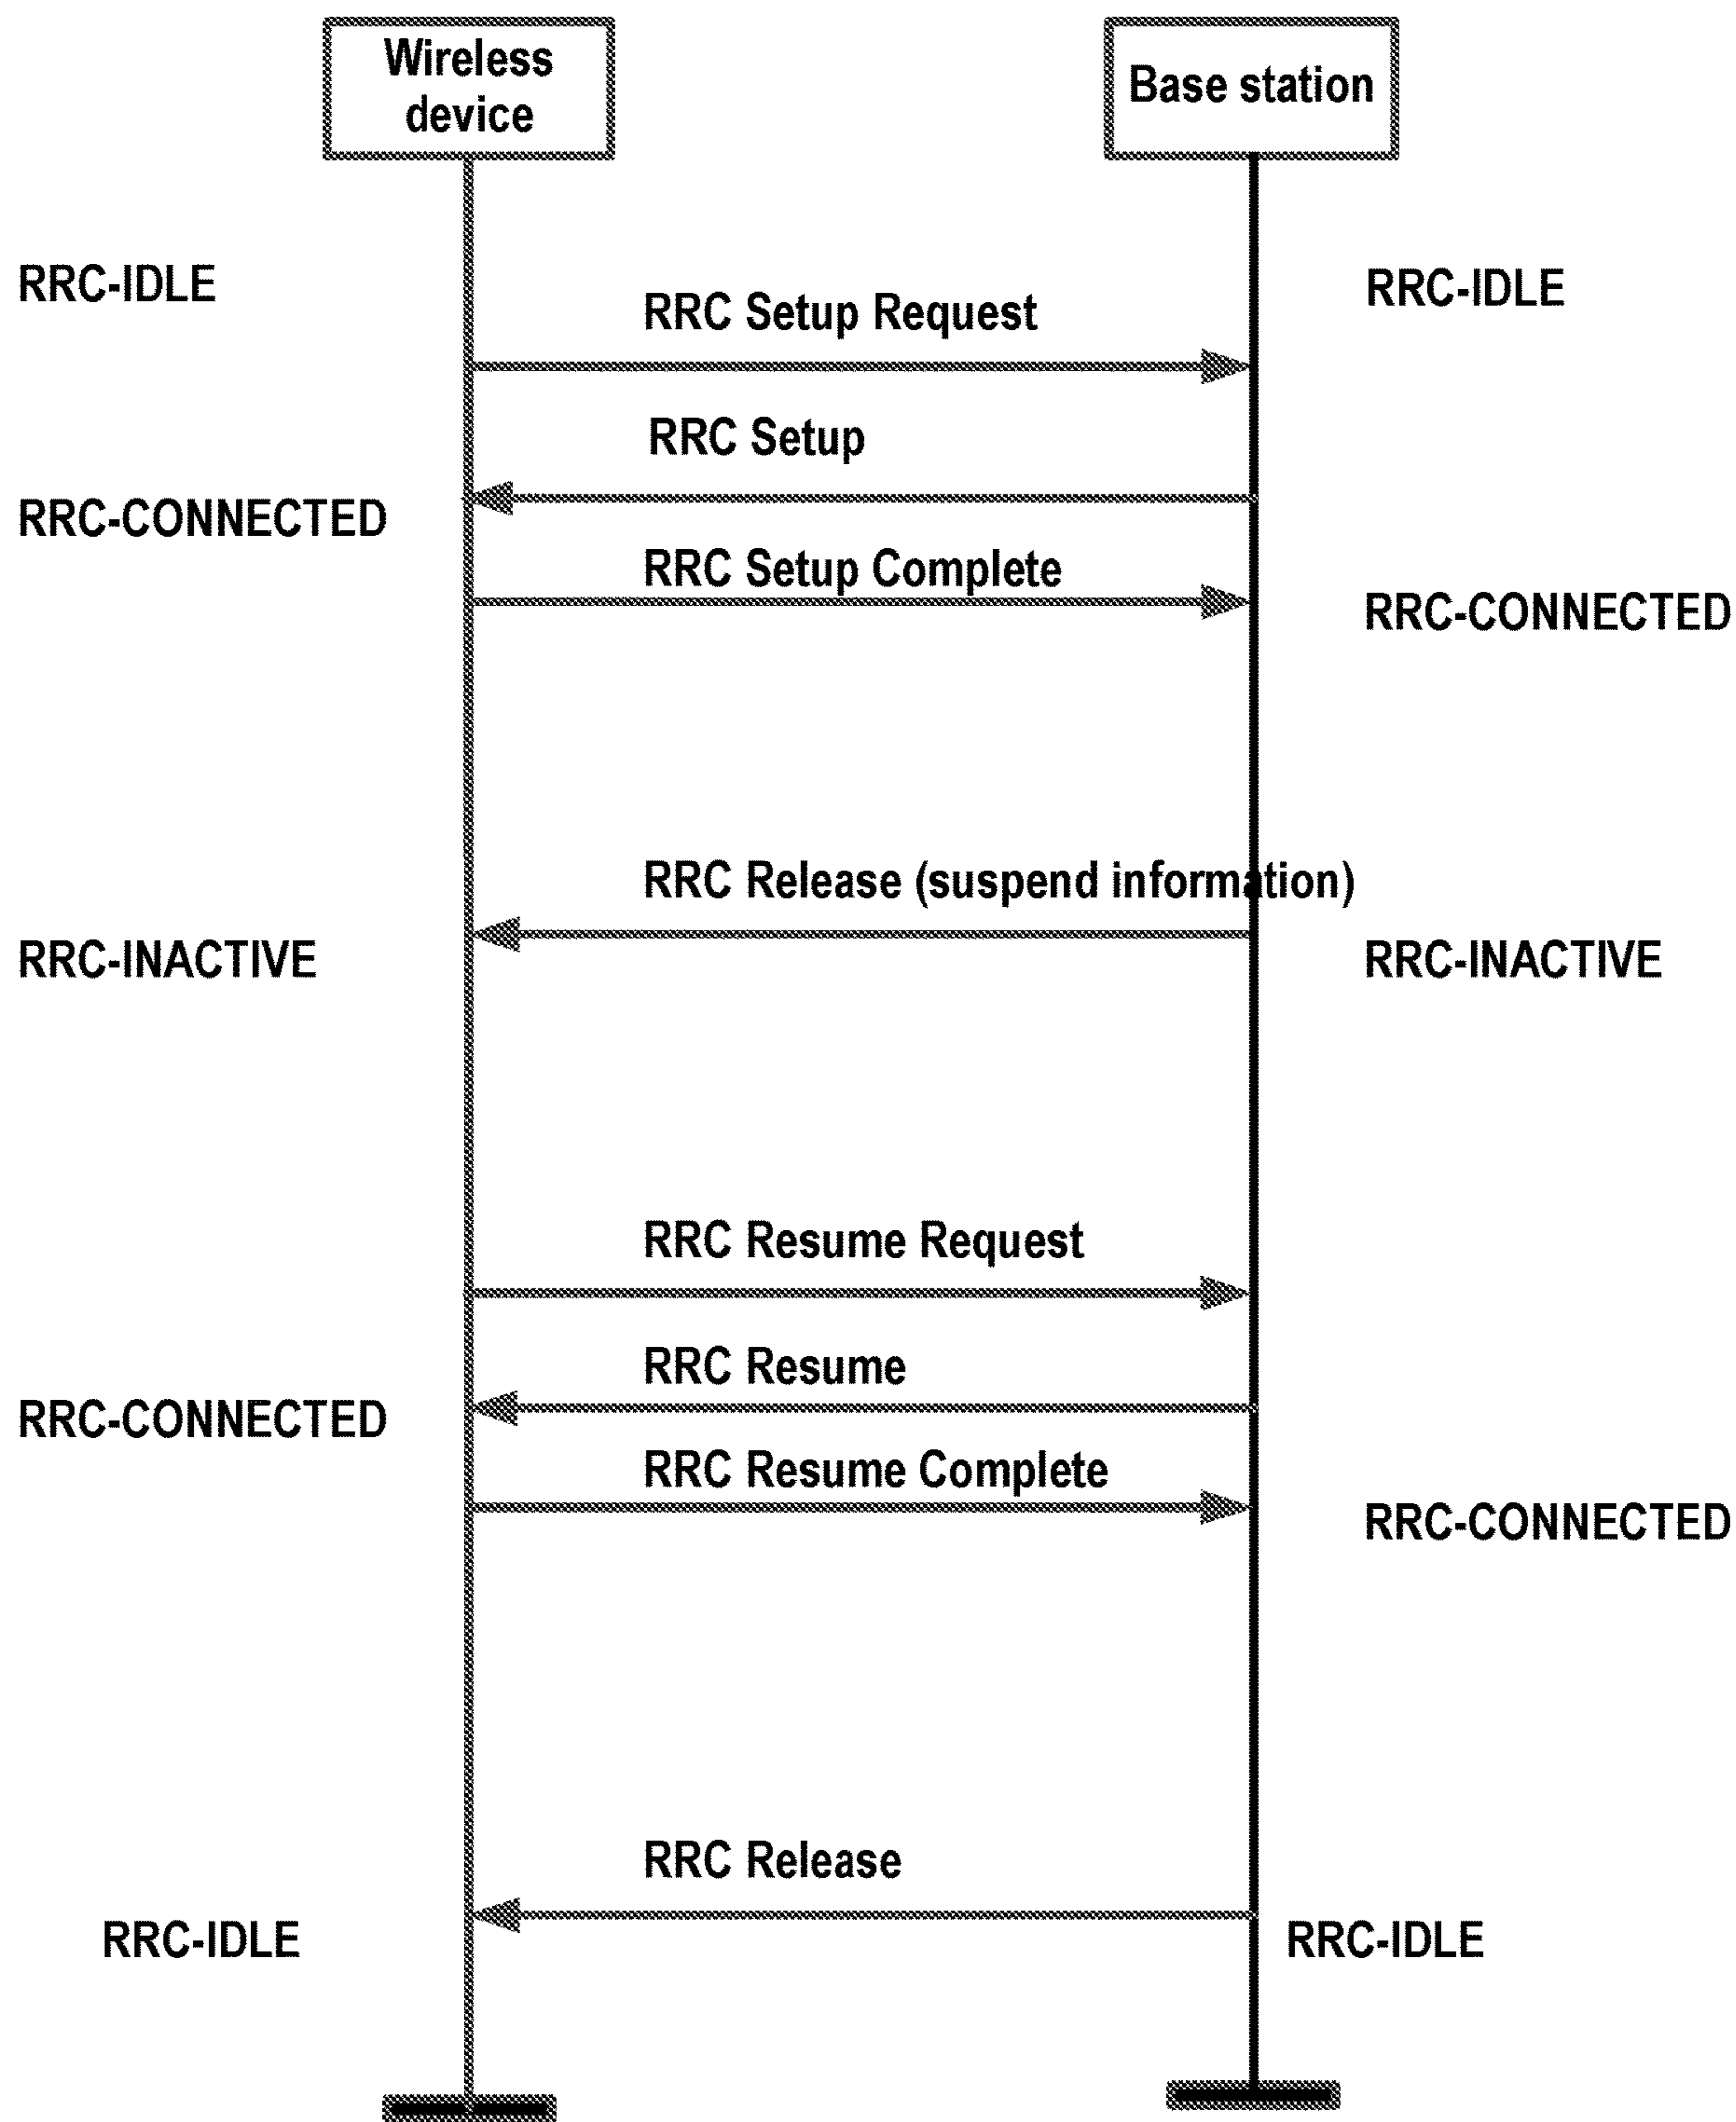 Wireless
device
Base station
RRC-IDLE
RRC-IDLE
RRC Setup Request
RRC Setup
RRC-CONNECTED
RRC Setup Complete
RRC-CONNECTED
RRC Release (suspend information)
RRC-INACTIVE
RRC-INACTIVE
RRC Resume Request
RRC Resume
RRC-CONNECTED
RRC Resume Complete
RRC-CONNECTED
RRC Release
RRC-IDLE
RRC-IDLE